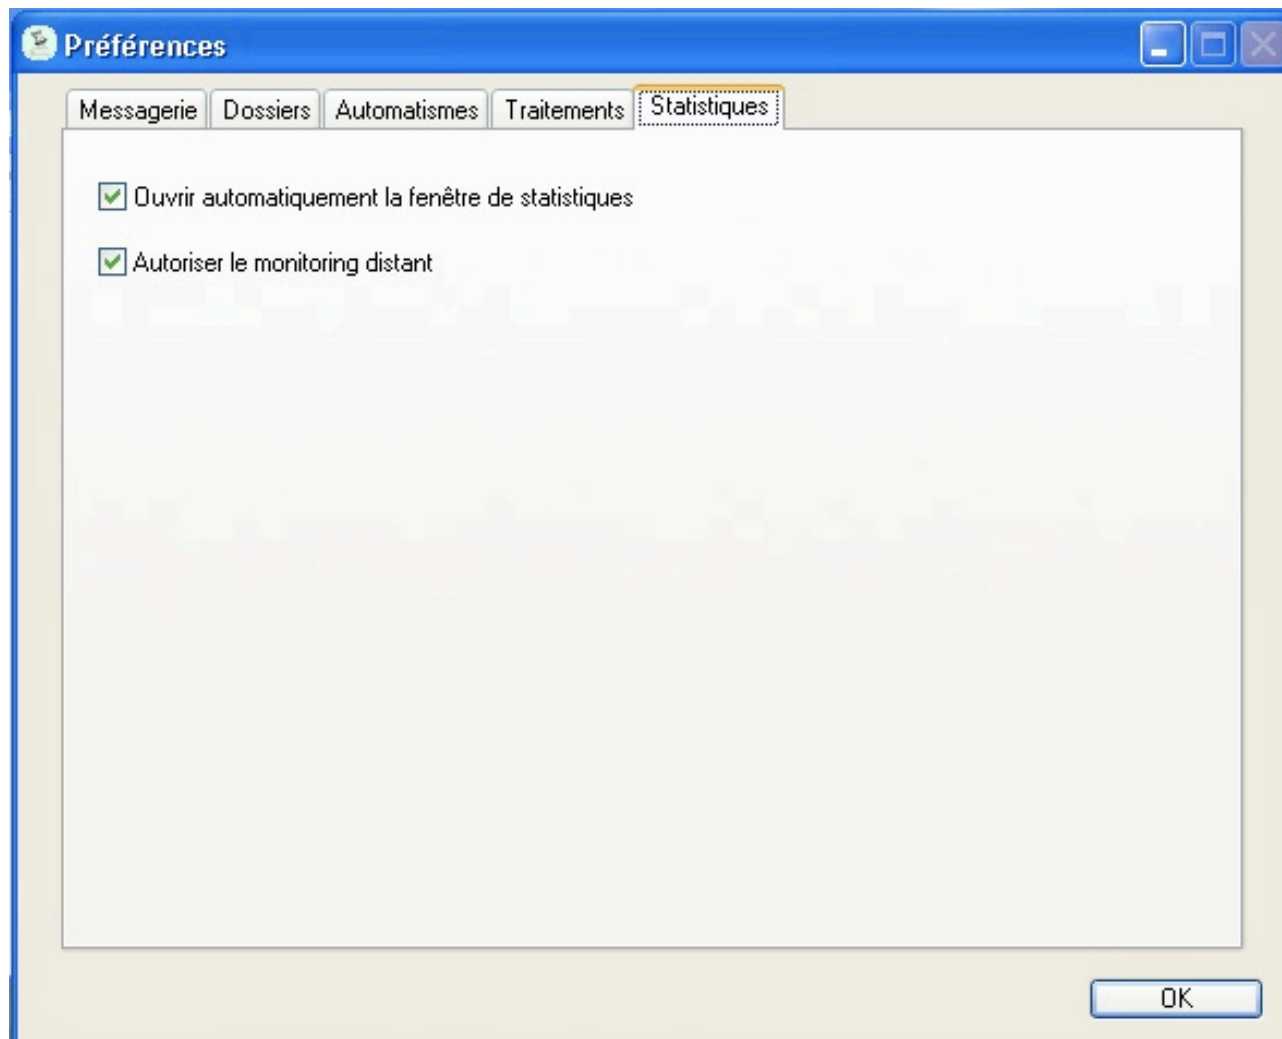 Préférences
Messagerie Dossiers Automatismes Traitements Statistiques
Ouvrir automatiquement la fenêtre de statistiques
Autoriser le monitoring distant
OK